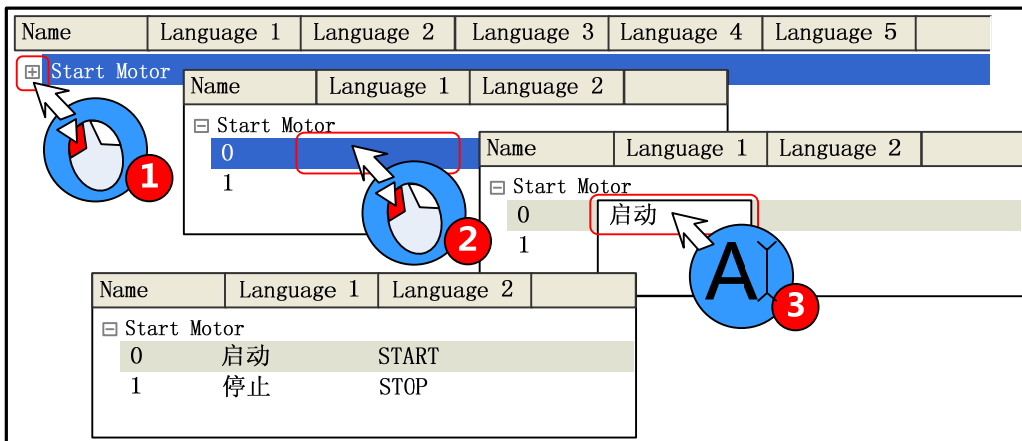 Name Language 1 Language 2 Language 3 Language 4 Language 5
Start Motor
1
Name Language 1 Language 2
Start Motor
0
1
2
Name Language 1 Language 2
Start Motor
0 启动
1
A
3
Name Language 1 Language 2
Start Motor
0 启动 START
1 停止 STOP